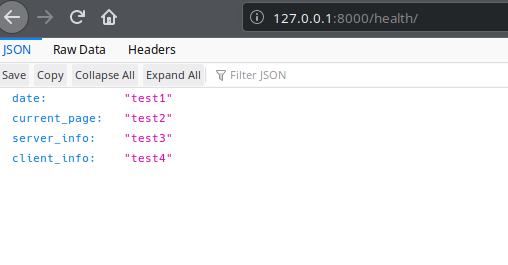 127.0.0.1:8000/health/
JSON Raw Data Headers
Save Copy Collapse All Expand All Filter JSON
date: "test1"
current_page: "test2"
server_info: "test3"
client_info: "test4"